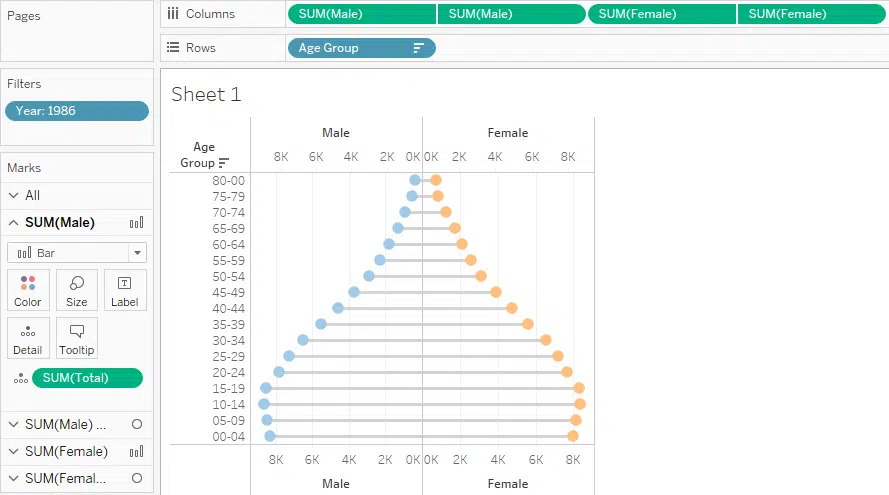 Pages
Columns
SUM(Male)
SUM(Male)
SUM(Female)
SUM(Female)
Rows
Age Group
Filters
Year: 1986
Marks
All
SUM(Male)
Bar
Color
Size
Label
Detail
Tooltip
SUM(Total)
SUM(Male) ...
SUM(Female)
SUM(Femal...
Sheet 1
Male
Female
Age
Group
8K 6K 4K 2K 0K 0K 2K 4K 6K 8K
80-00
75-79
70-74
65-69
60-64
55-59
50-54
45-49
40-44
35-39
30-34
25-29
20-24
15-19
10-14
05-09
00-04
8K 6K 4K 2K 0K 0K 2K 4K 6K 8K
Male
Female